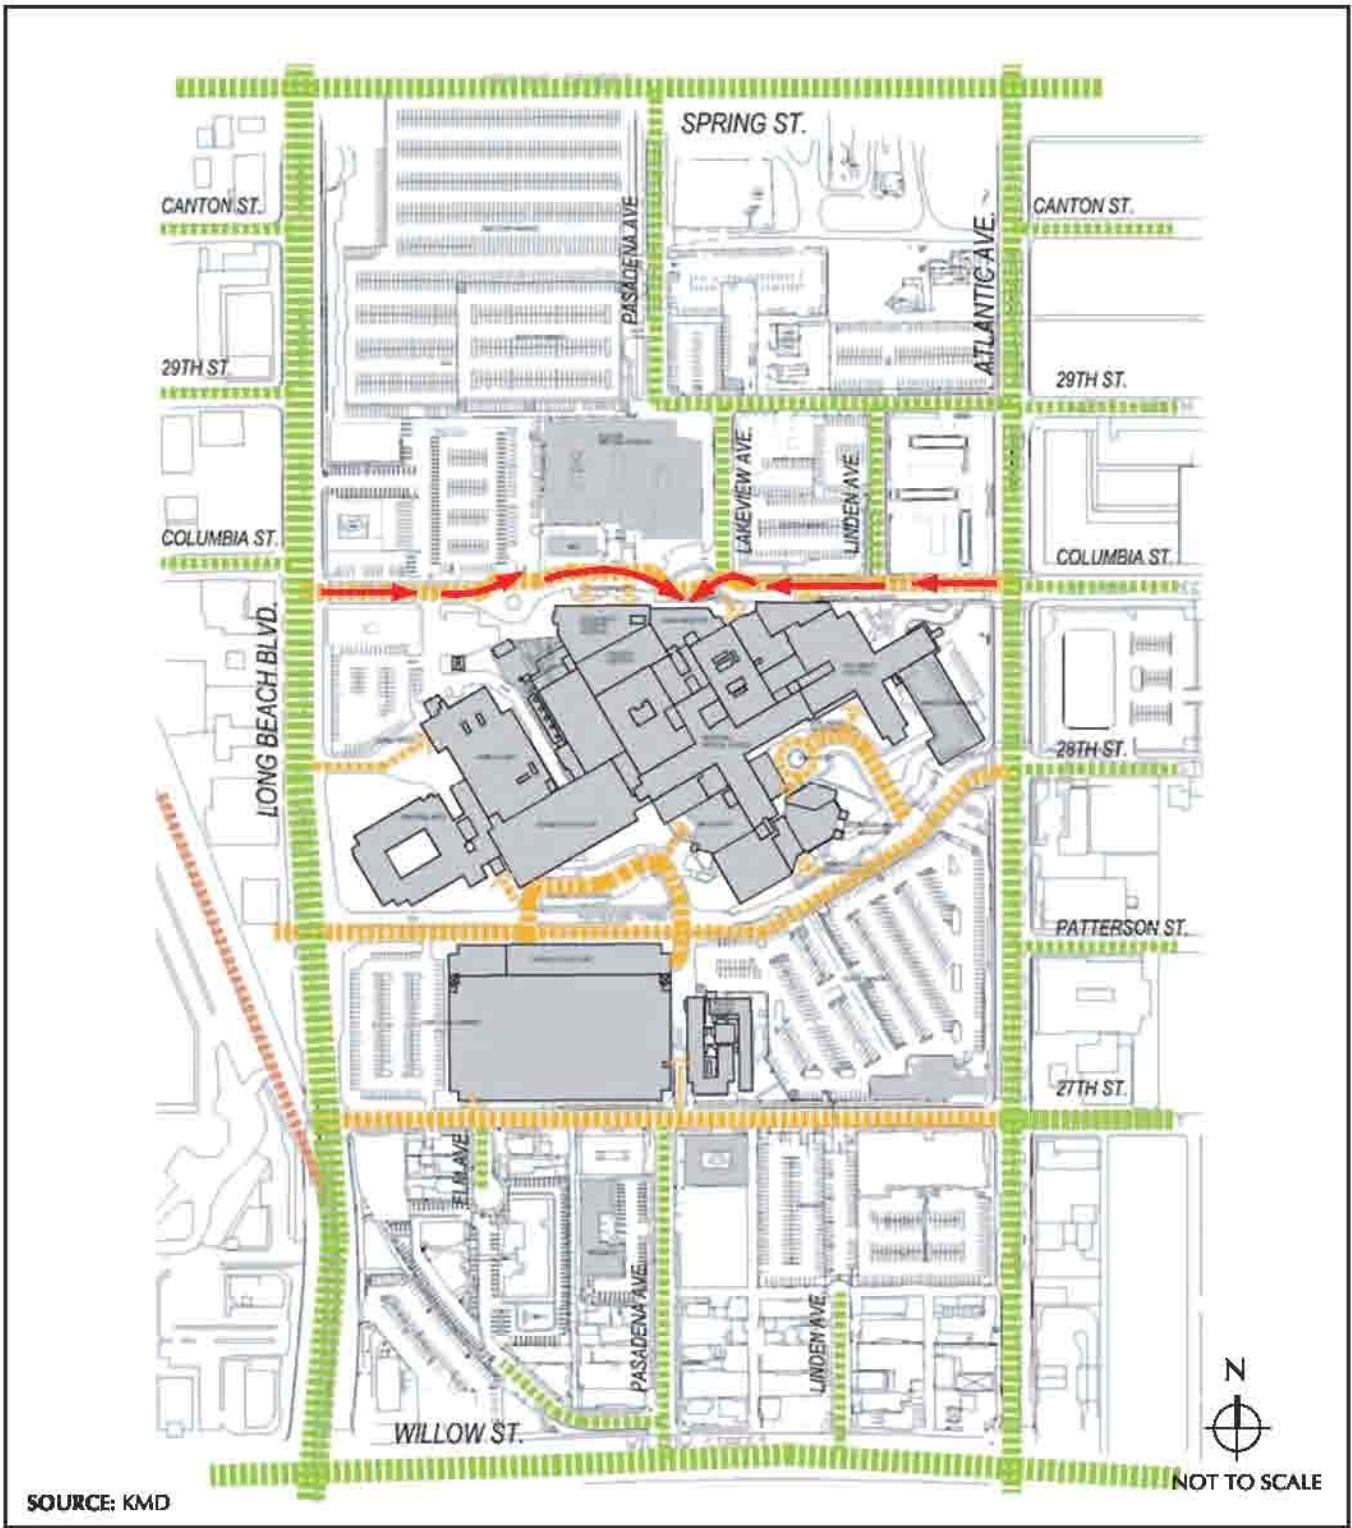 SPRING ST.
CANTON ST.
CANTON ST.
PASADENA AVE
ATLANTIC AVE.
29TH ST.
29TH ST.
LAKEVIEW AVE.
LINDEN AVE.
COLUMBIA ST.
COLUMBIA ST.
LONG BEACH BLVD.
28TH ST.
PATTERSON ST.
27TH ST.
ELM AVE.
PASADENA AVE.
LINDEN AVE.
WILLOW ST.
N
NOT TO SCALE
SOURCE: KMD